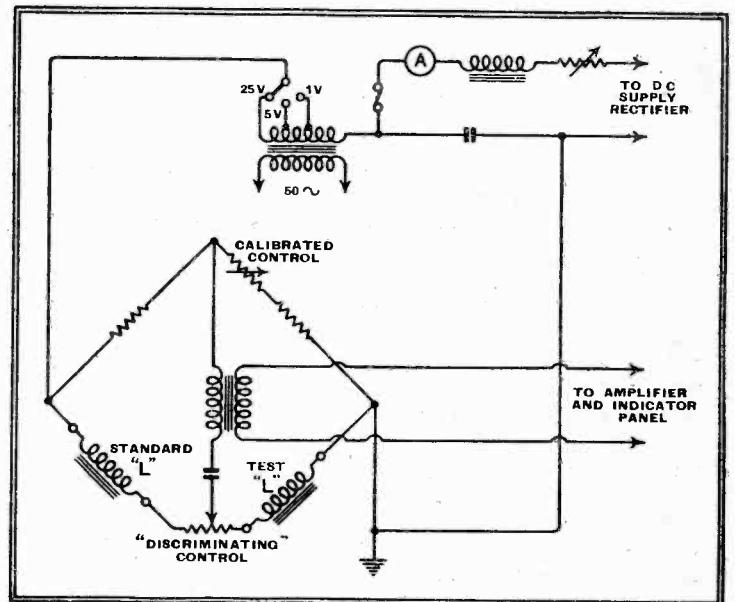 A
TO DC
SUPPLY
RECTIFIER
25V
1V
5V
50 ~
CALIBRATED
CONTROL
TO AMPLIFIER
AND INDICATOR
PANEL
STANDARD
"L"
TEST
"L"
"DISCRIMINATING"
CONTROL